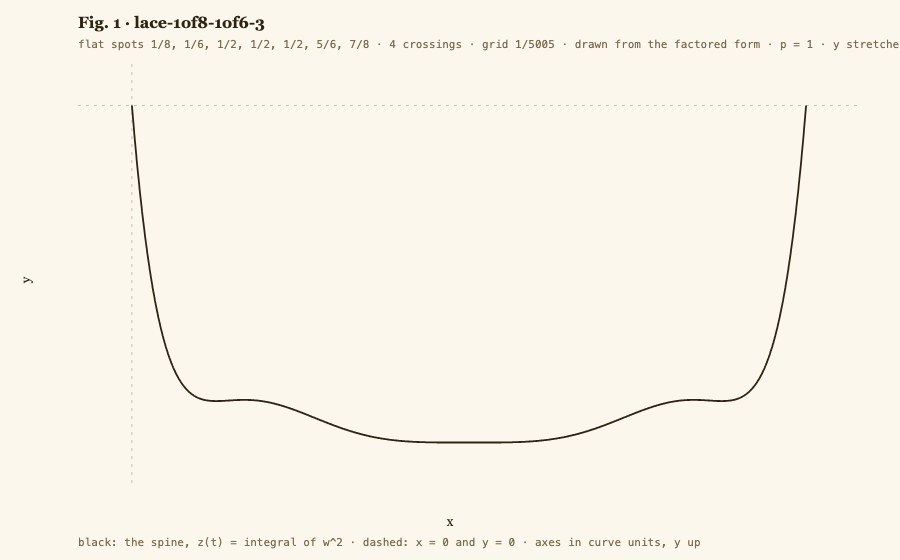 Fig. 1 · lace-1of8-1of6-3
flat spots 1/8, 1/6, 1/2, 1/2, 1/2, 5/6, 7/8 · 4 crossings · grid 1/5005 · drawn from the factored form · p = 1 · y stretche
y
x
black: the spine, z(t) = integral of w^2 · dashed: x = 0 and y = 0 · axes in curve units, y up